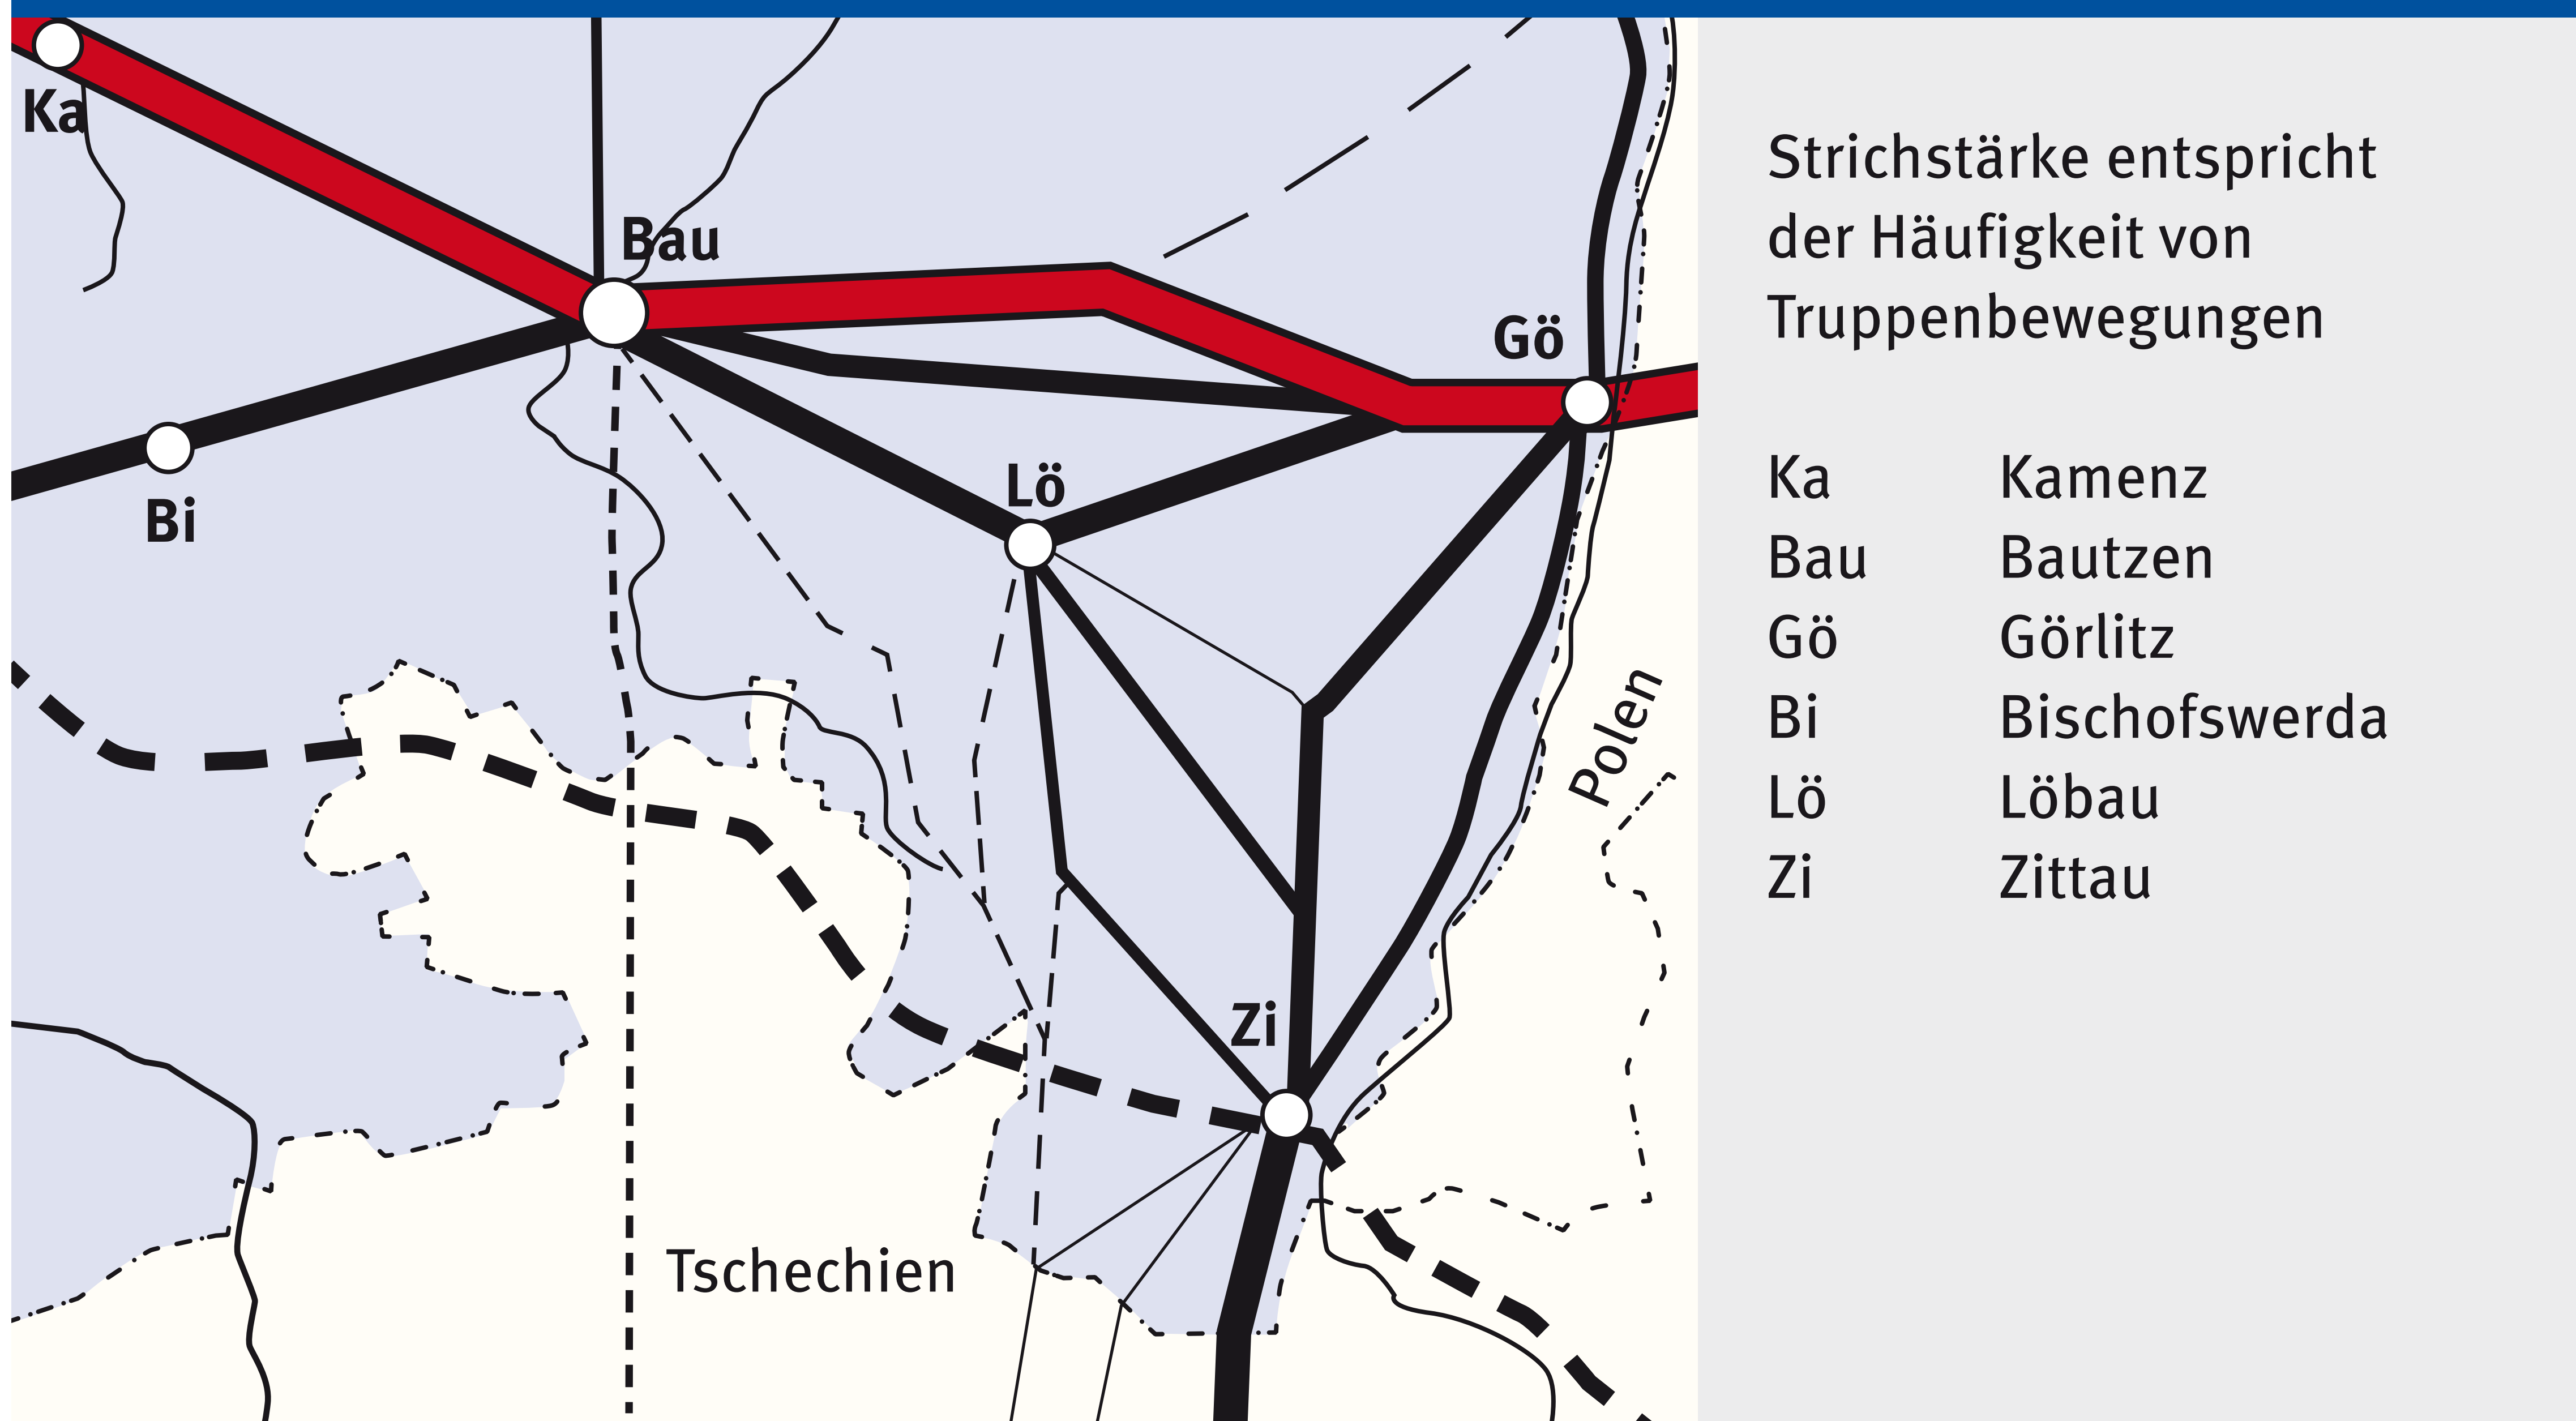 Ka
Bau
Gö
Lö
Bi
Polen
Zi
Tschechien
Strichstärke entspricht
der Häufigkeit von
Truppenbewegungen
Ka Kamenz
Bau Bautzen
Gö Görlitz
Bi Bischofswerda
Lö Löbau
Zi Zittau